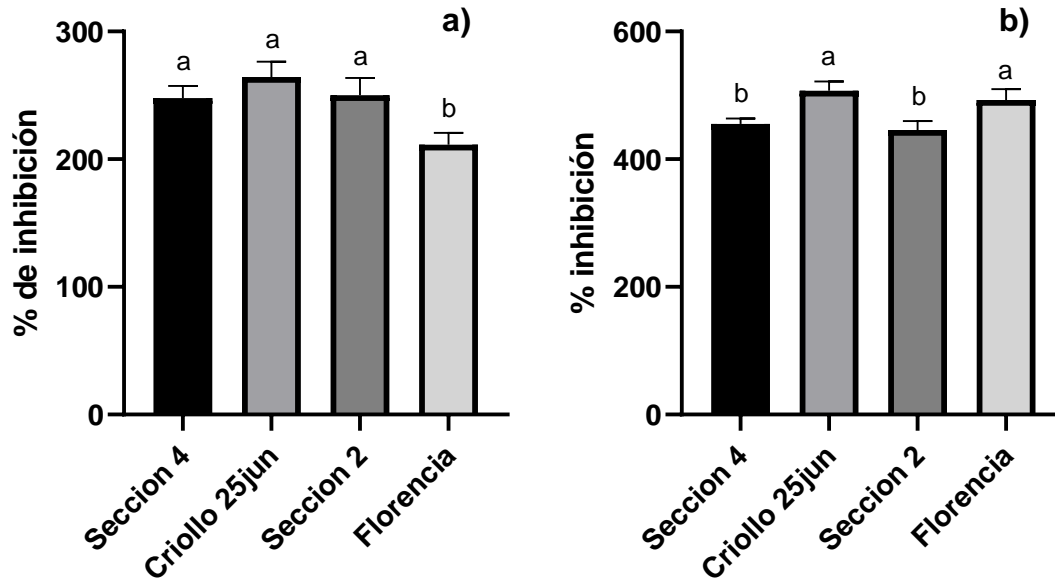 a)
% de inhibición
300
200
100
0
a
a
a
b
Seccion 4
Criollo 25jun
Seccion 2
Florencia
b)
% inhibición
600
400
200
0
b
a
b
a
Seccion 4
Criollo 25jun
Seccion 2
Florencia